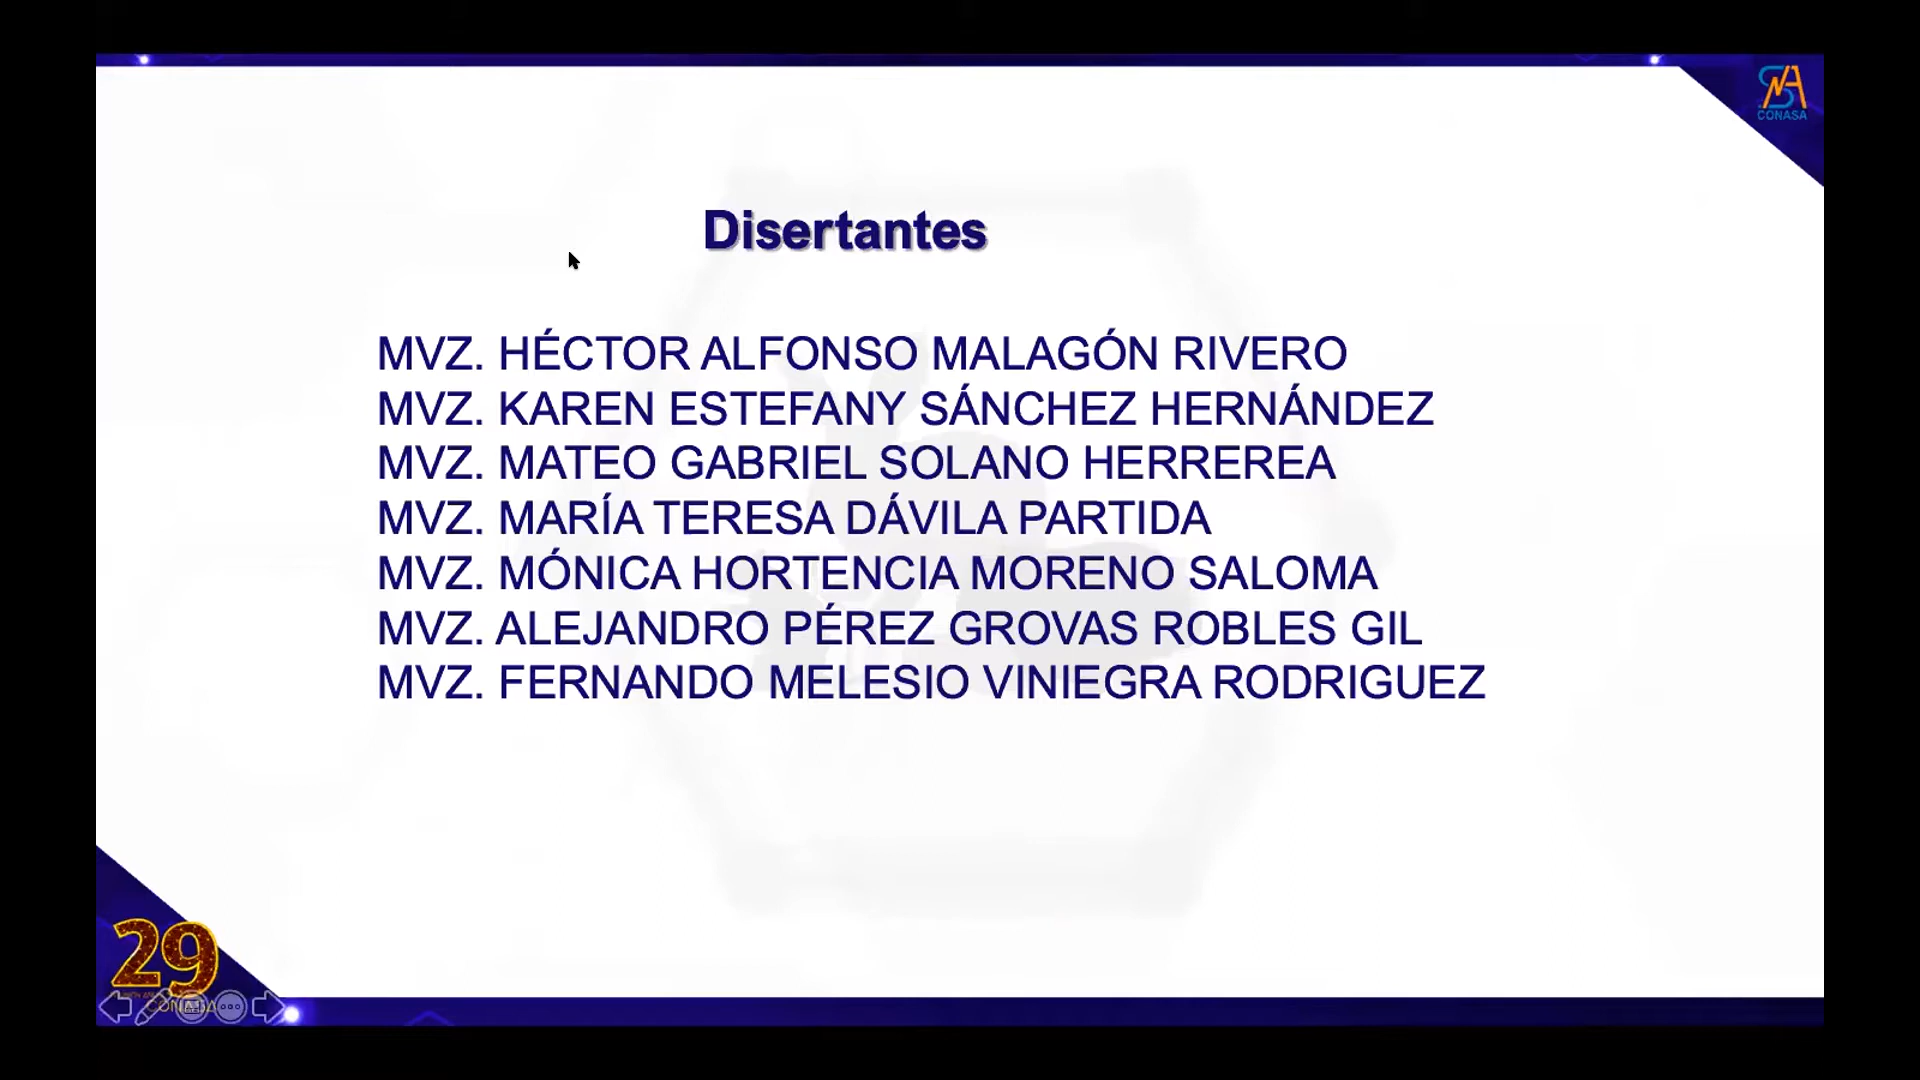 CONASA
Disertantes
MVZ. HÉCTOR ALFONSO MALAGÓN RIVERO
MVZ. KAREN ESTEFANY SÁNCHEZ HERNÁNDEZ
MVZ. MATEO GABRIEL SOLANO HERREREA
MVZ. MARÍA TERESA DÁVILA PARTIDA
MVZ. MÓNICA HORTENCIA MORENO SALOMA
MVZ. ALEJANDRO PÉREZ GROVAS ROBLES GIL
MVZ. FERNANDO MELESIO VINIEGRA RODRIGUEZ
29
CONASA